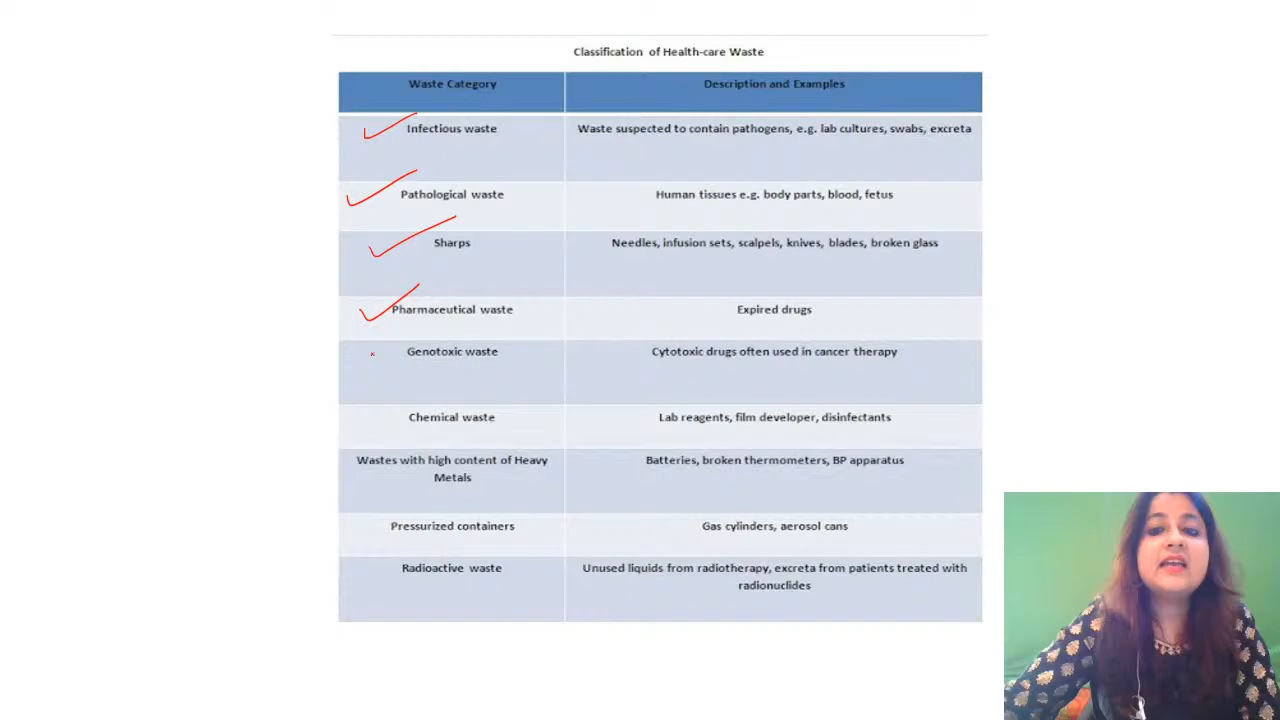 Classification of Health-care Waste
Waste Category Description and Examples
Infectious waste Waste suspected to contain pathogens, e.g. lab cultures, swabs, excreta
Pathological waste Human tissues e.g. body parts, blood, fetus
Sharps Needles, infusion sets, scalpels, knives, blades, broken glass
Pharmaceutical waste Expired drugs
Genotoxic waste Cytotoxic drugs often used in cancer therapy
Chemical waste Lab reagents, film developer, disinfectants
Wastes with high content of Heavy Batteries, broken thermometers, BP apparatus
Metals
Pressurized containers Gas cylinders, aerosol cans
Radioactive waste Unused liquids from radiotherapy, excreta from patients treated with
radionuclides